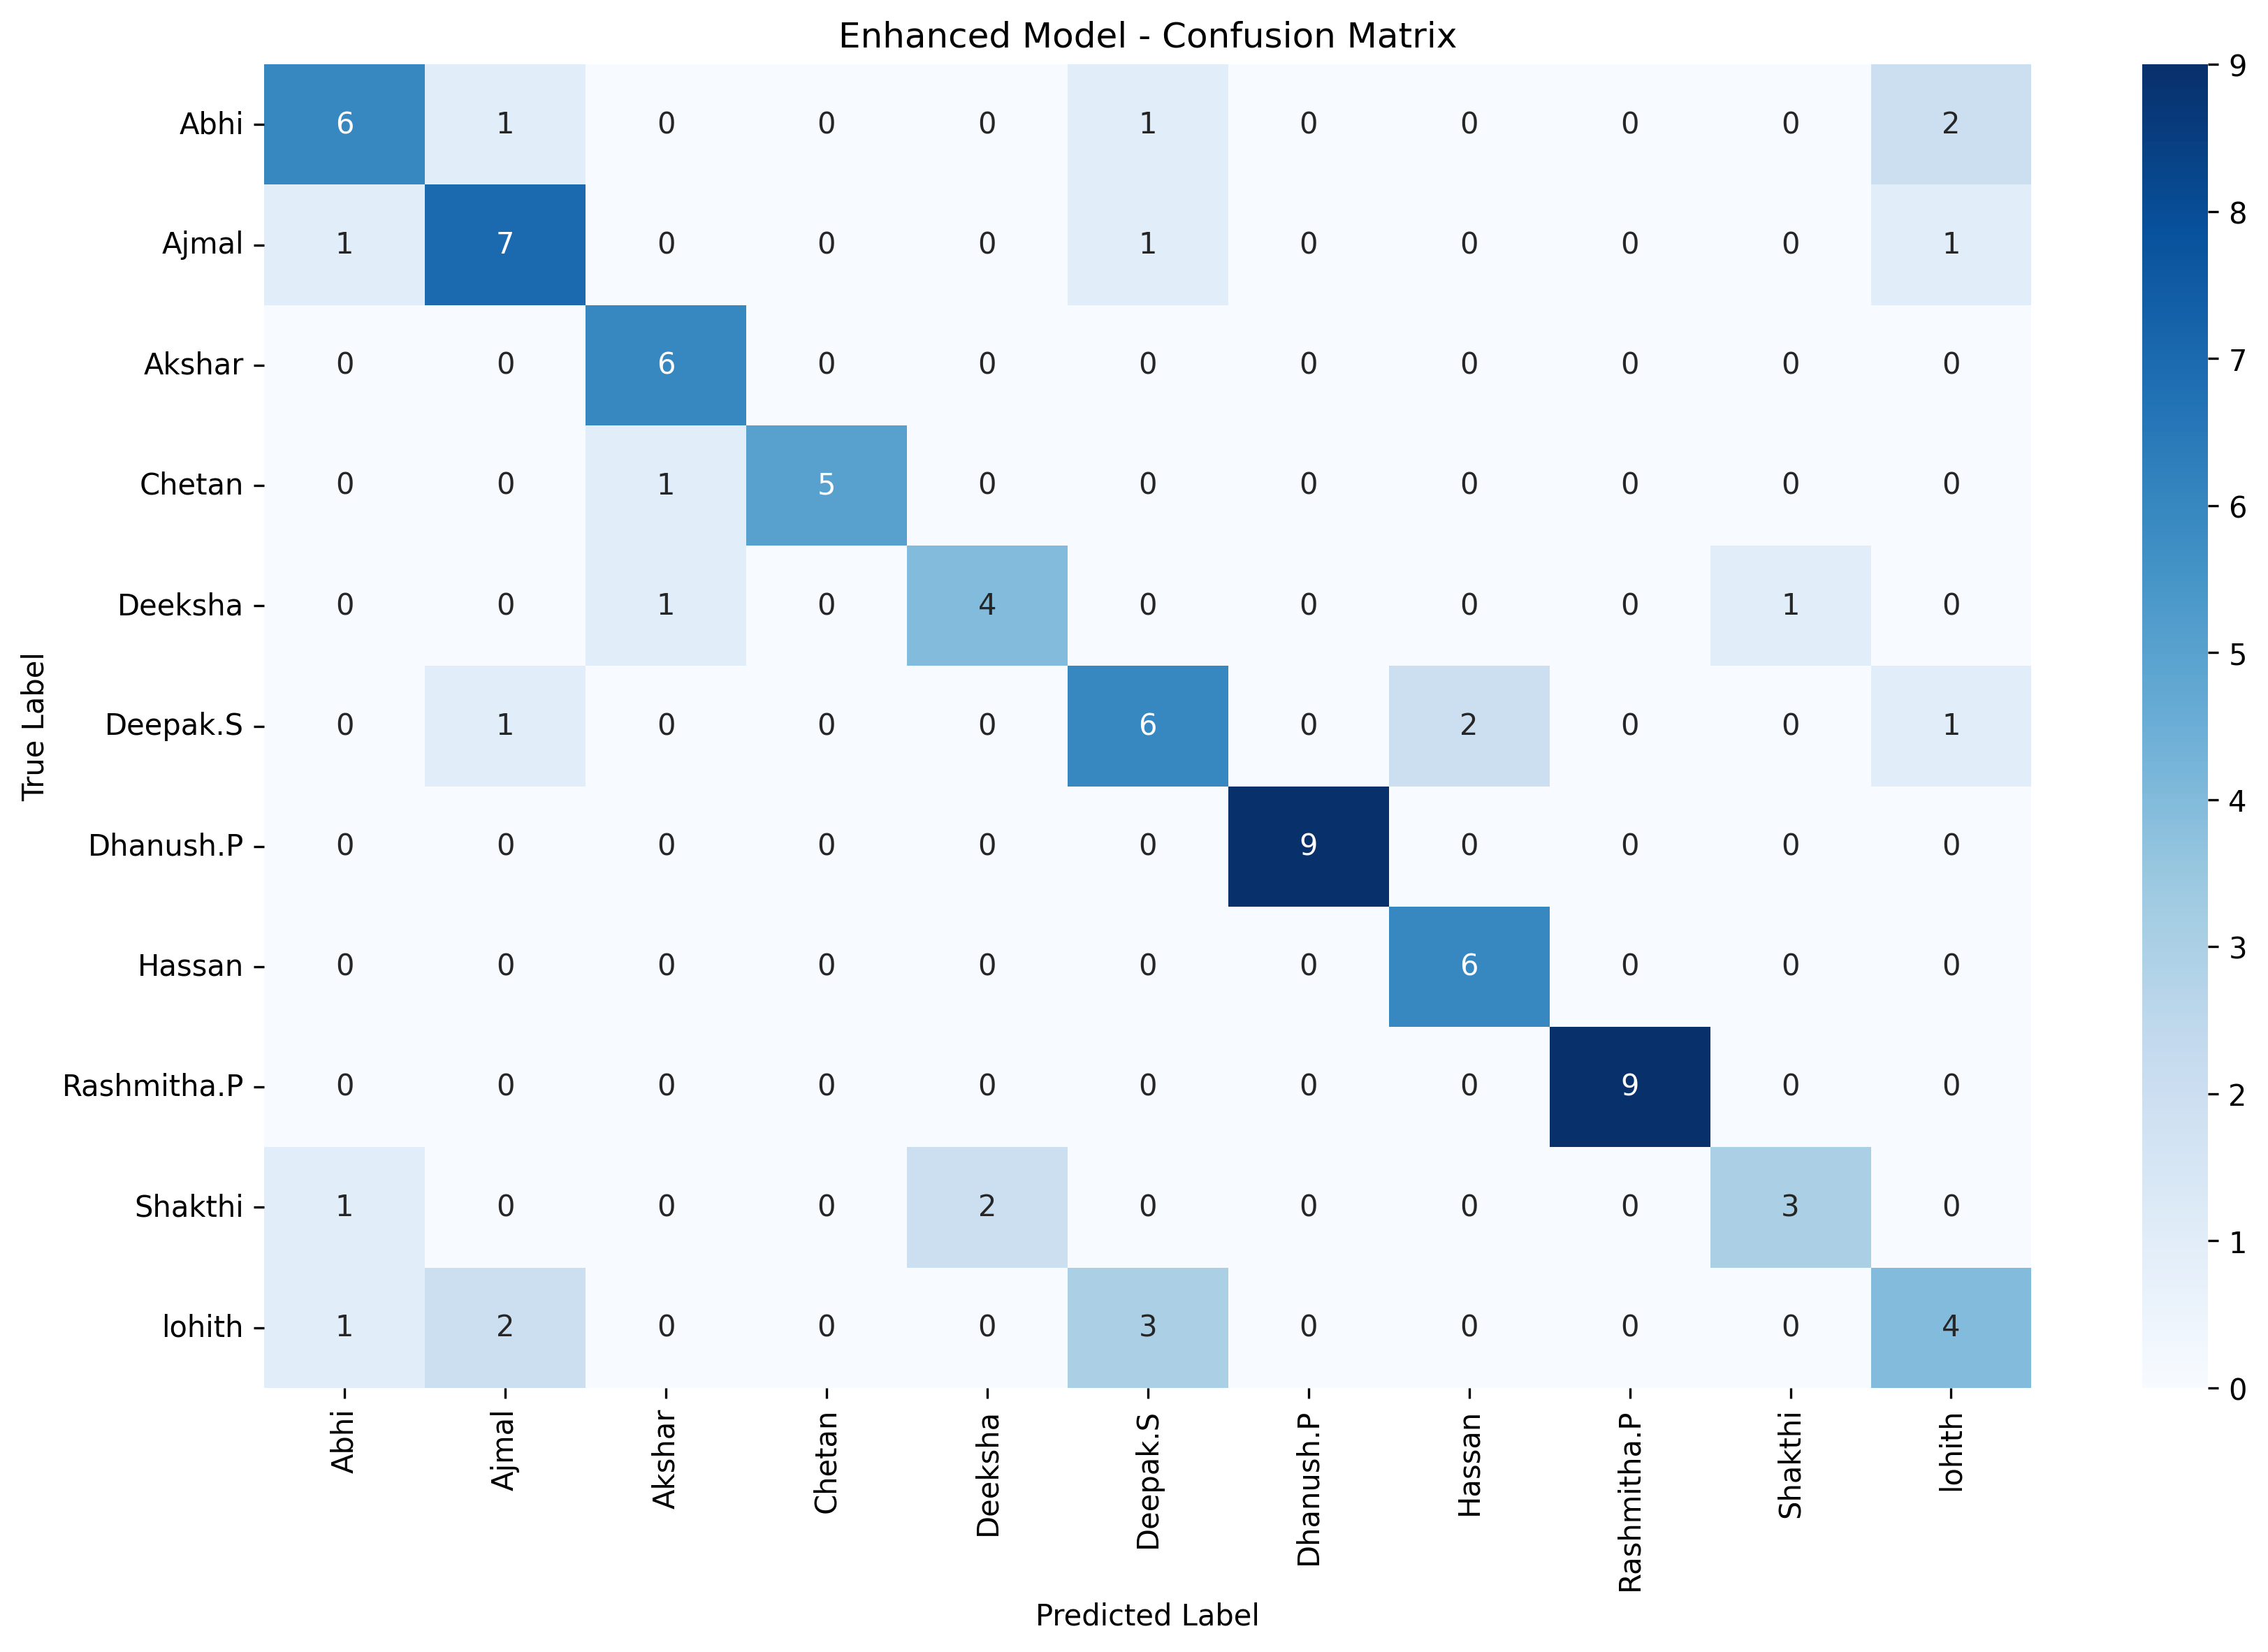 Enhanced Model - Confusion Matrix
Abhi 6 1 0 0 0 1 0 0 0 0 2
Ajmal 1 7 0 0 0 1 0 0 0 0 1
Akshar 0 0 6 0 0 0 0 0 0 0 0
Chetan 0 0 1 5 0 0 0 0 0 0 0
Deeksha 0 0 1 0 4 0 0 0 0 1 0
Deepak.S 0 1 0 0 0 6 0 2 0 0 1
Dhanush.P 0 0 0 0 0 0 9 0 0 0 0
Hassan 0 0 0 0 0 0 0 6 0 0 0
Rashmitha.P 0 0 0 0 0 0 0 0 9 0 0
Shakthi 1 0 0 0 2 0 0 0 0 3 0
lohith 1 2 0 0 0 3 0 0 0 0 4
True Label
Abhi Ajmal Akshar Chetan Deeksha Deepak.S Dhanush.P Hassan Rashmitha.P Shakthi lohith
Predicted Label
9
8
7
6
5
4
3
2
1
0